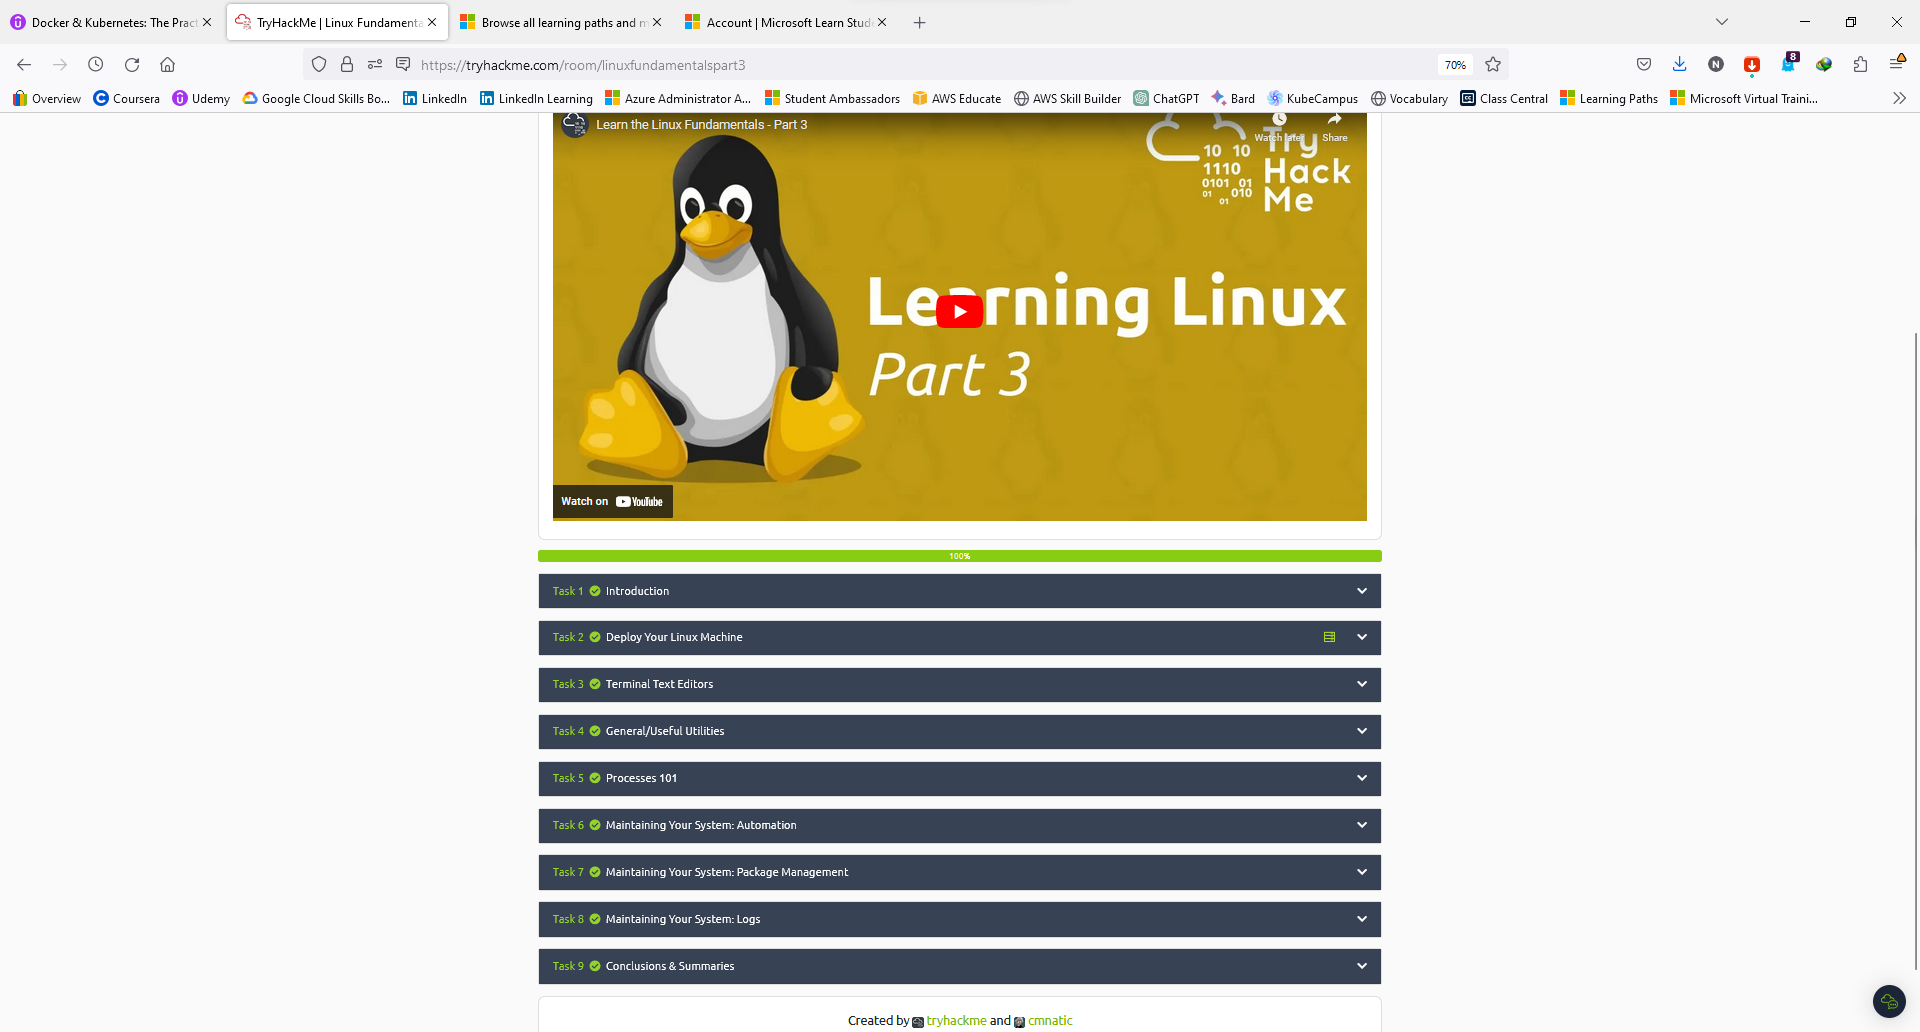 Docker & Kubernetes: The Pract
TryHackMe | Linux Fundamenta
Browse all learning paths and m
Account | Microsoft Learn Stude
https://tryhackme.com/room/linuxfundamentalspart3
70%
N
8
Overview
Coursera
Udemy
Google Cloud Skills Bo...
LinkedIn
LinkedIn Learning
Azure Administrator A...
Student Ambassadors
AWS Educate
AWS Skill Builder
ChatGPT
Bard
KubeCampus
Vocabulary
Class Central
Learning Paths
Microsoft Virtual Traini...
Learn the Linux Fundamentals - Part 3
Watch later
Share
10 10
1110
0101 01
01 010
01
Try
Hack
Me
Learning Linux
Part 3
Watch on YouTube
100%
Task 1 Introduction
Task 2 Deploy Your Linux Machine
Task 3 Terminal Text Editors
Task 4 General/Useful Utilities
Task 5 Processes 101
Task 6 Maintaining Your System: Automation
Task 7 Maintaining Your System: Package Management
Task 8 Maintaining Your System: Logs
Task 9 Conclusions & Summaries
Created by tryhackme and cmnatic